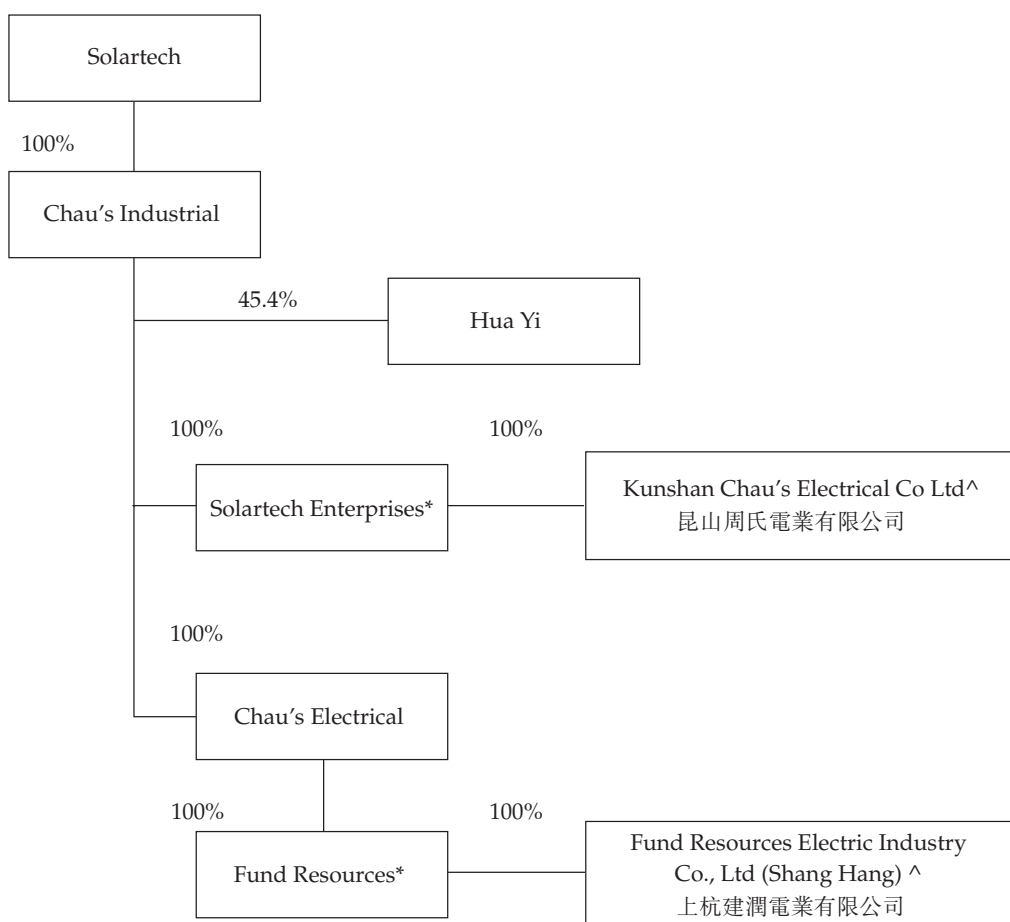 Solartech
100%
Chau's Industrial
45.4%
Hua Yi
100%
100%
Solartech Enterprises*
Kunshan Chau's Electrical Co Ltd^
昆山周氏電業有限公司
100%
Chau's Electrical
100%
100%
Fund Resources*
Fund Resources Electric Industry
Co., Ltd (Shang Hang) ^
上杭建潤電業有限公司